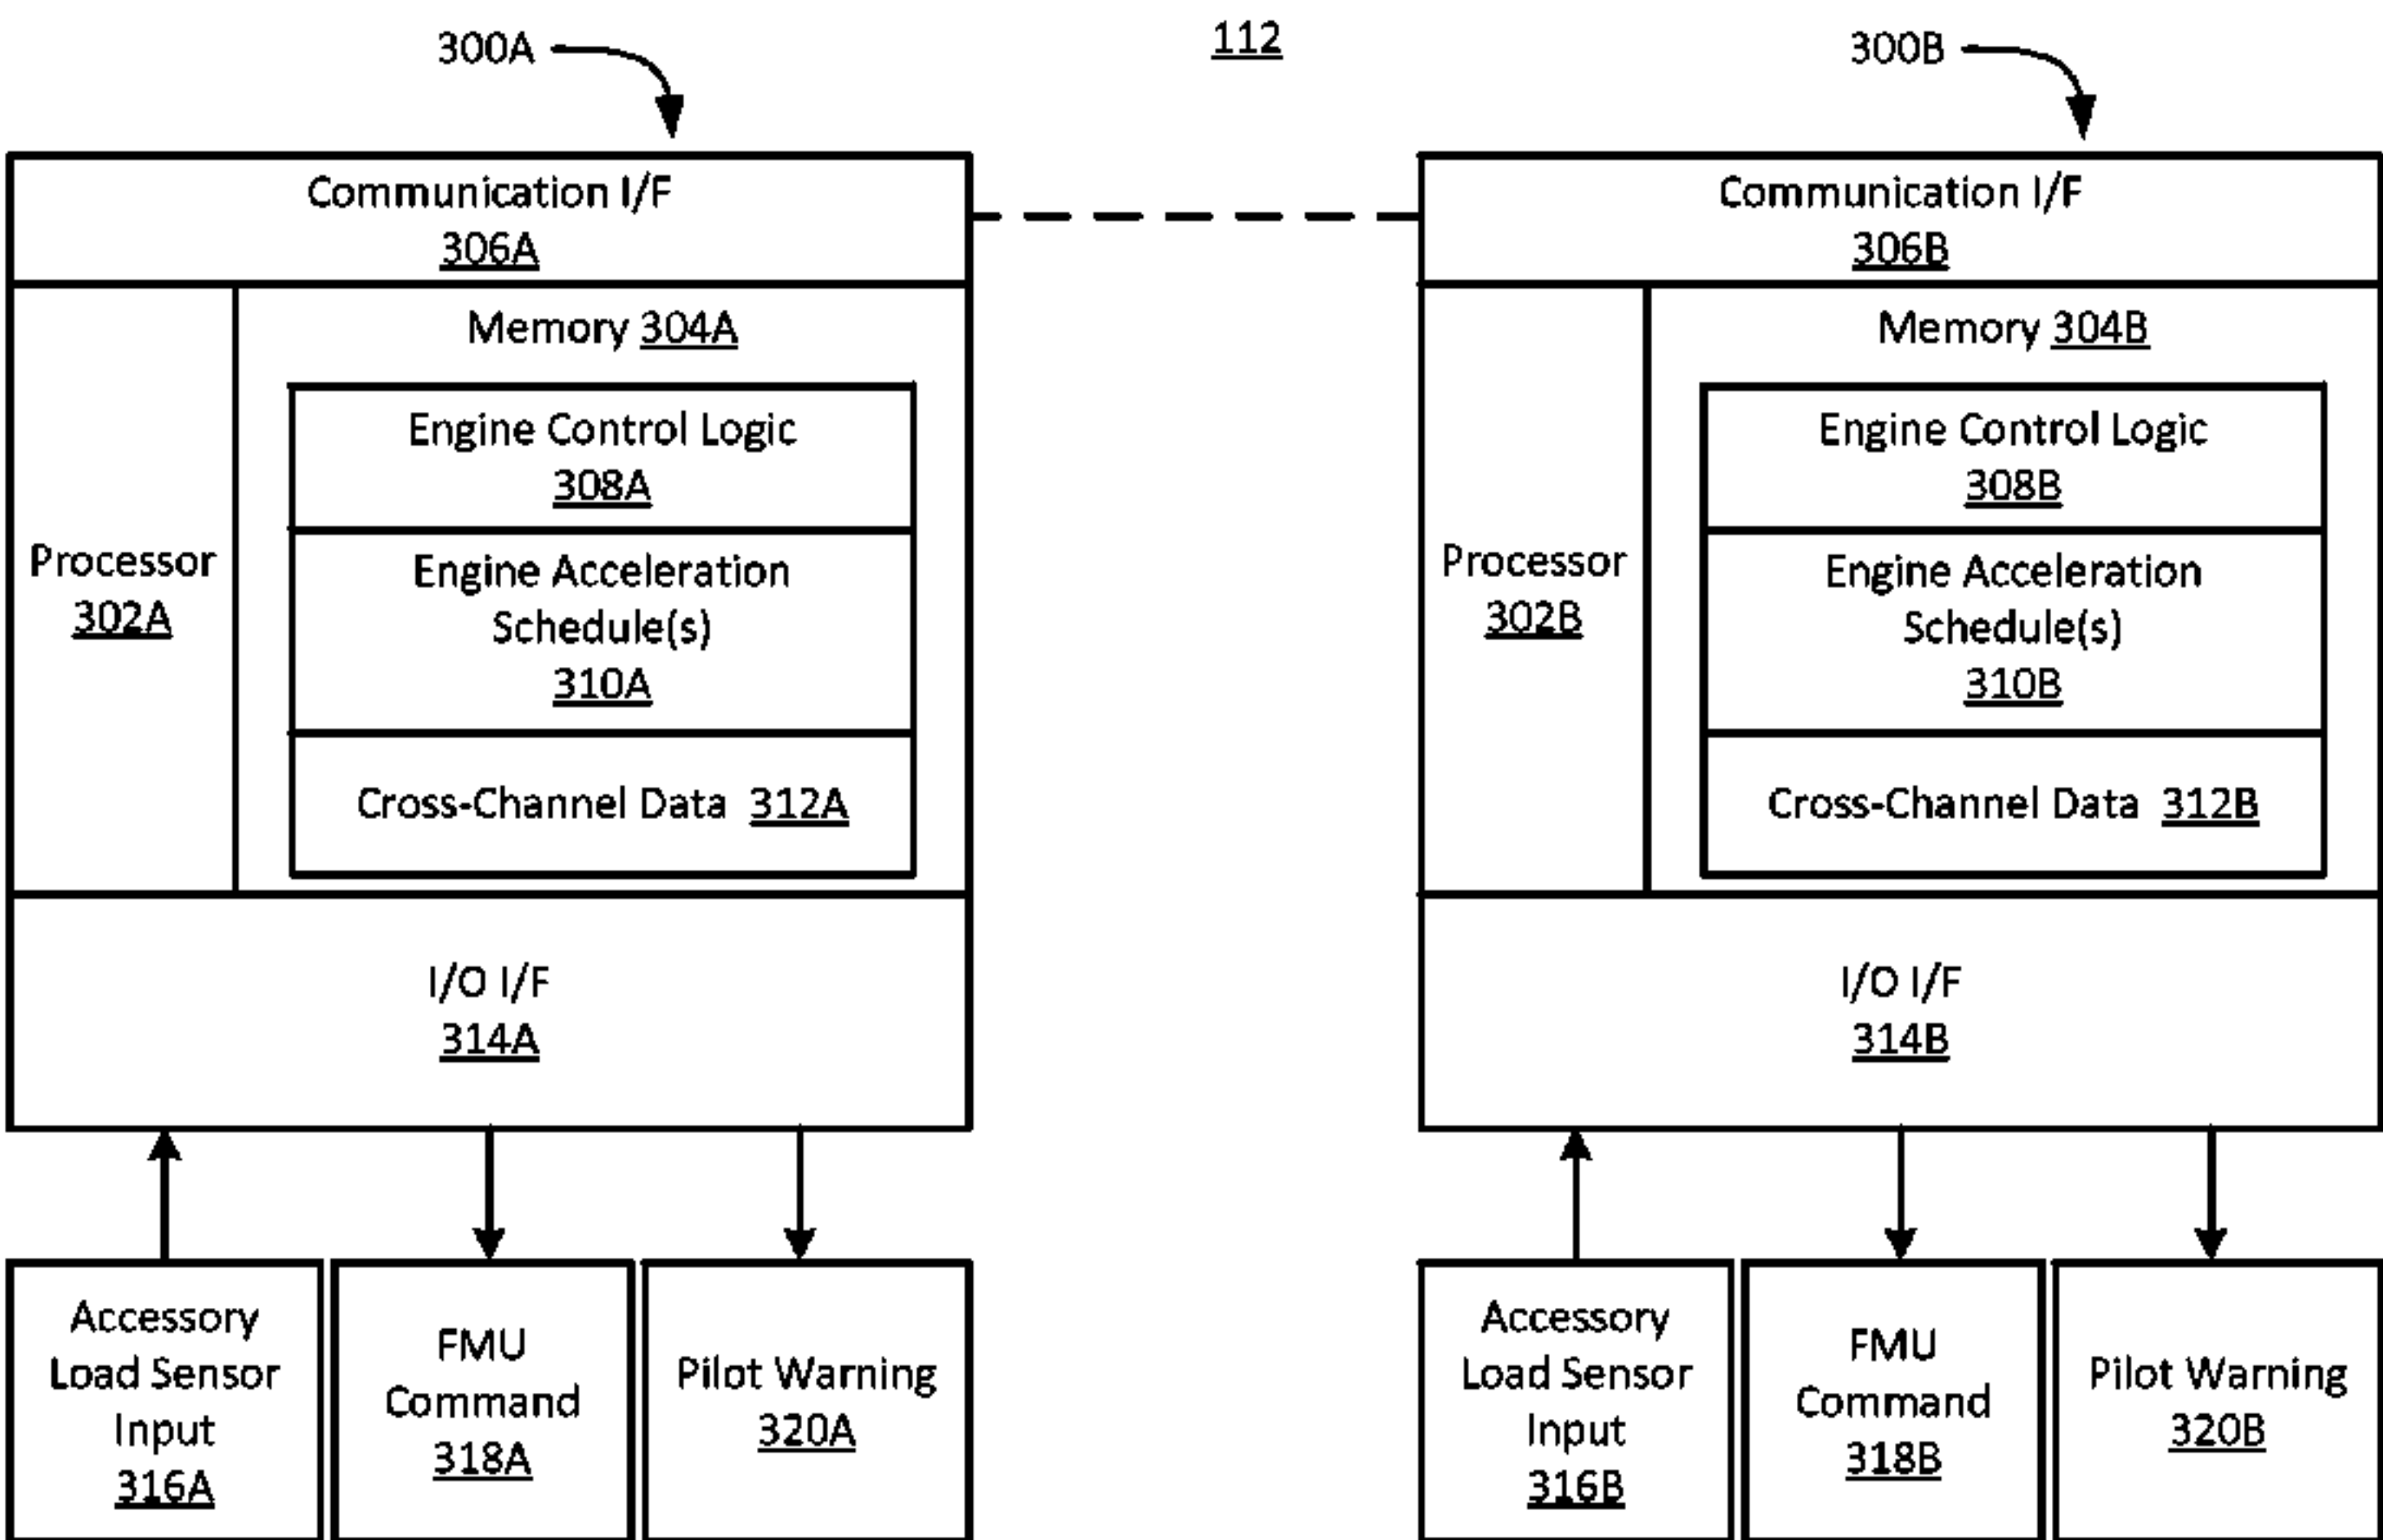 300A
112
300B
Communication I/F
306A
Processor
302A
Memory 304A
Engine Control Logic
308A
Engine Acceleration
Schedule(s)
310A
Cross-Channel Data 312A
I/O I/F
314A
Accessory
Load Sensor
Input
316A
FMU
Command
318A
Pilot Warning
320A
Communication I/F
306B
Processor
302B
Memory 304B
Engine Control Logic
308B
Engine Acceleration
Schedule(s)
310B
Cross-Channel Data 312B
I/O I/F
314B
Accessory
Load Sensor
Input
316B
FMU
Command
318B
Pilot Warning
320B